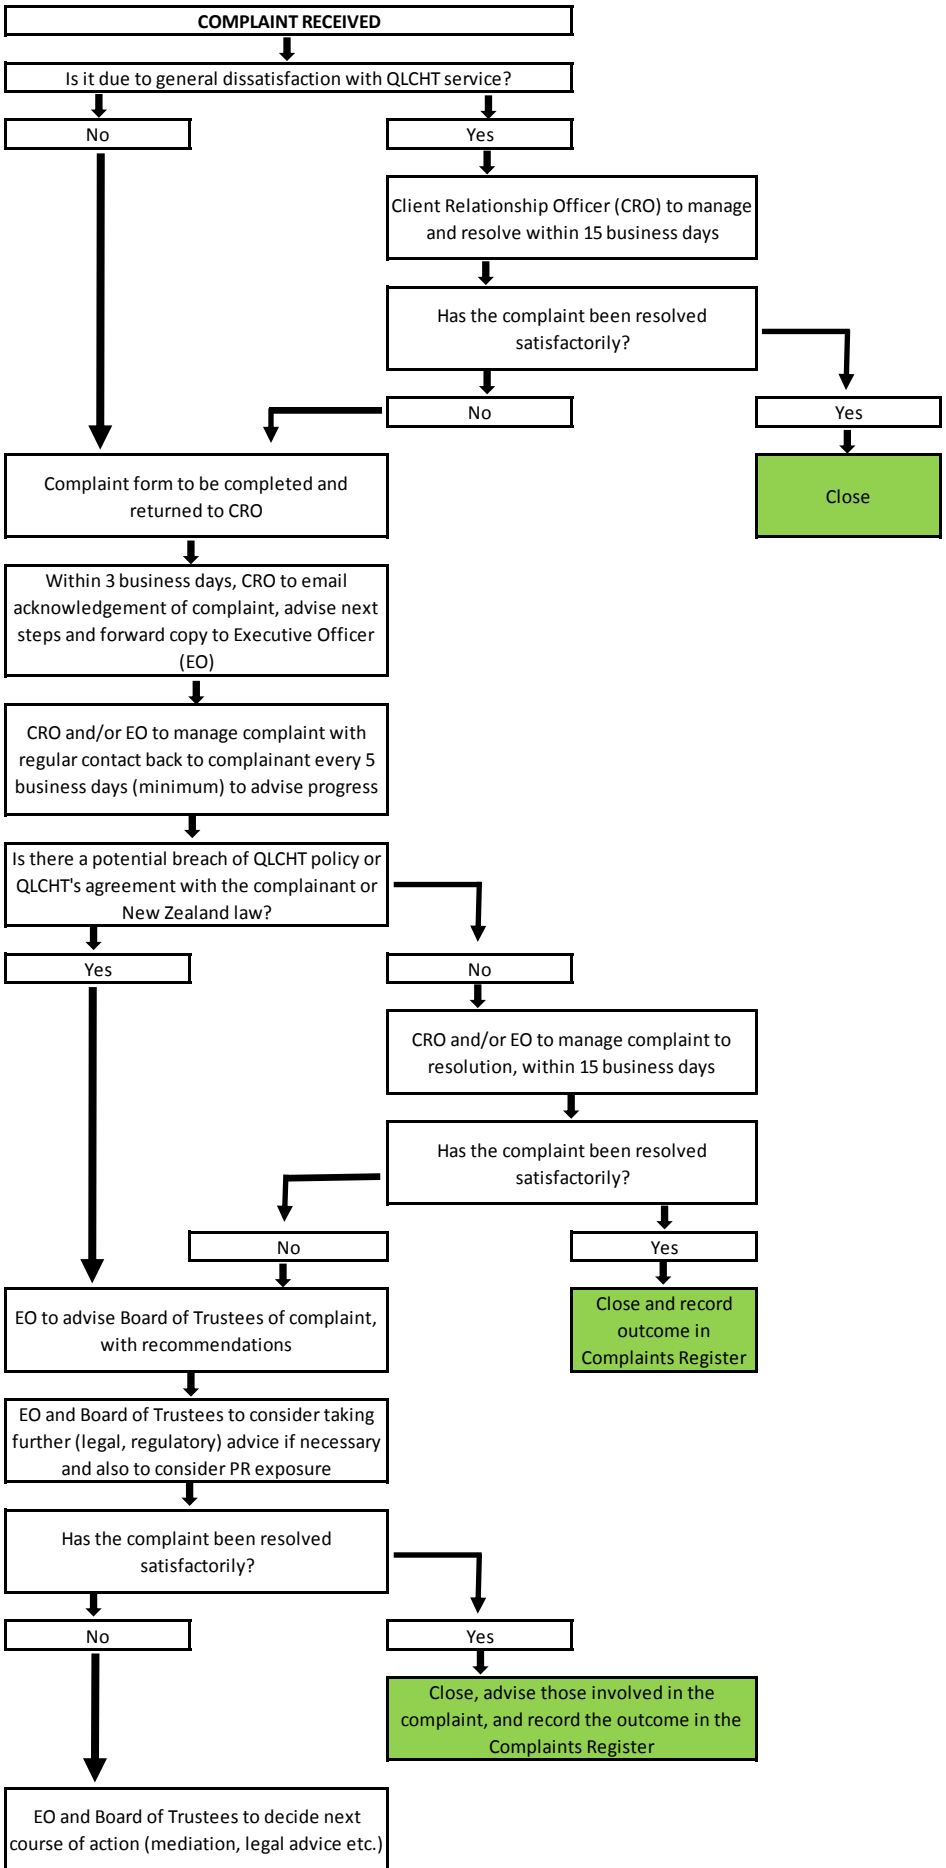 COMPLAINT RECEIVED
Is it due to general dissatisfaction with QLCHT service?
No
Yes
Client Relationship Officer (CRO) to manage
and resolve within 15 business days
Has the complaint been resolved
satisfactorily?
No
Yes
Complaint form to be completed and
returned to CRO
Close
Within 3 business days, CRO to email
acknowledgement of complaint, advise next
steps and forward copy to Executive Officer
(EO)
CRO and/or EO to manage complaint with
regular contact back to complainant every 5
business days (minimum) to advise progress
Is there a potential breach of QLCHT policy or
QLCHT's agreement with the complainant or
New Zealand law?
Yes
No
CRO and/or EO to manage complaint to
resolution, within 15 business days
Has the complaint been resolved
satisfactorily?
No
Yes
EO to advise Board of Trustees of complaint,
with recommendations
Close and record
outcome in
Complaints Register
EO and Board of Trustees to consider taking
further (legal, regulatory) advice if necessary
and also to consider PR exposure
Has the complaint been resolved
satisfactorily?
No
Yes
Close, advise those involved in the
complaint, and record the outcome in the
Complaints Register
EO and Board of Trustees to decide next
course of action (mediation, legal advice etc.)